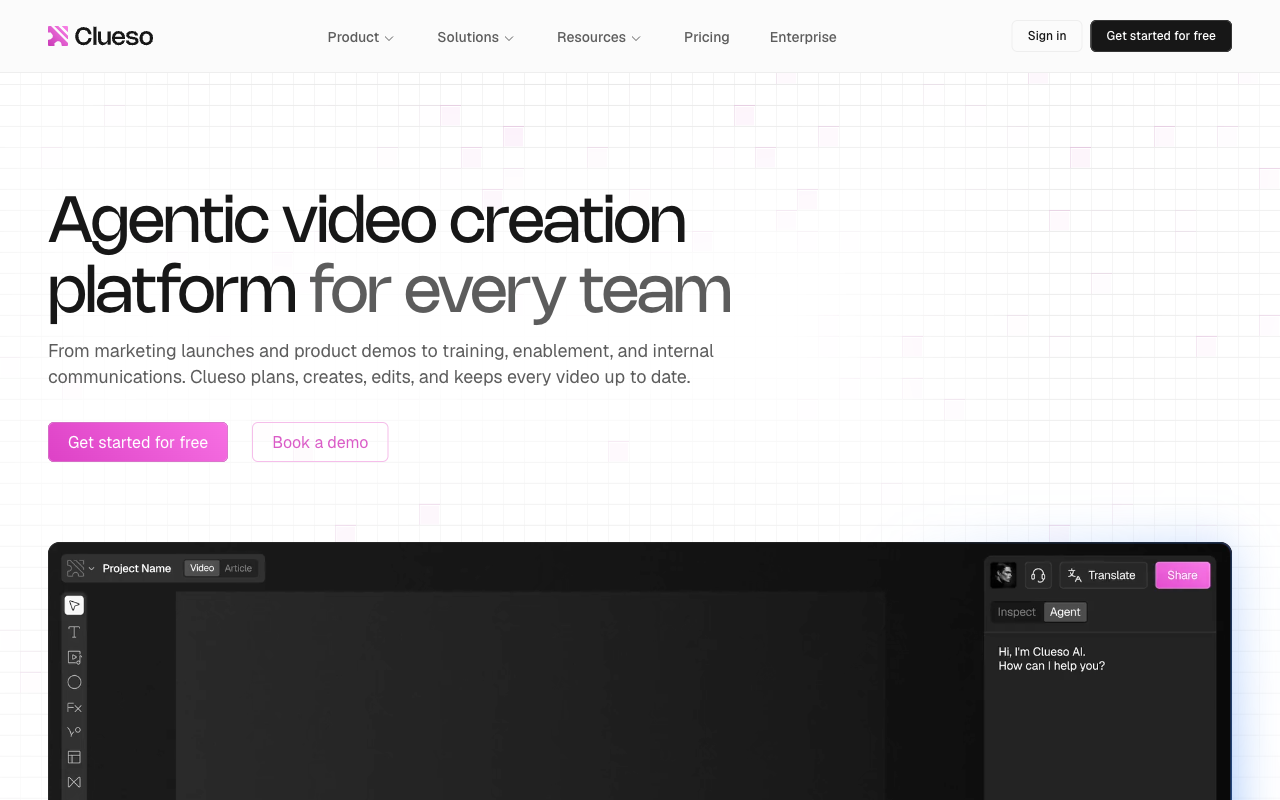 Clueso
Product
Solutions
Resources
Pricing
Enterprise
Sign in
Get started for free
Agentic video creation
platform for every team
From marketing launches and product demos to training, enablement, and internal
communications. Clueso plans, creates, edits, and keeps every video up to date.
Get started for free
Book a demo
Project Name
Video
Article
Translate
Share
Inspect
Agent
Hi, I'm Clueso AI.
How can I help you?
T
Fx